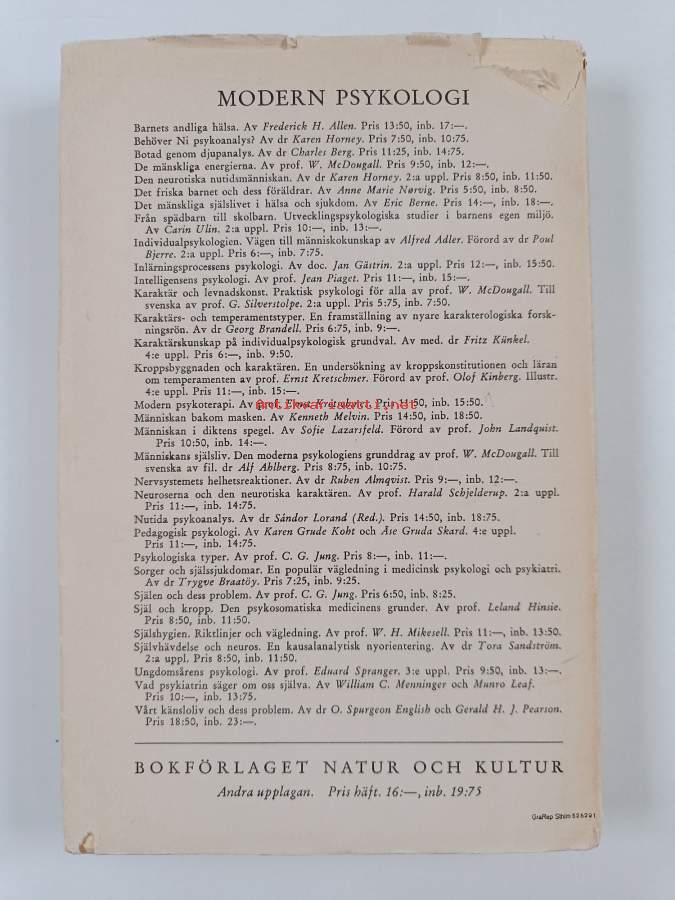 MODERN PSYKOLOGI
Barnets andliga hälsa. Av Frederick H. Allen. Pris 13:50, inb. 17:—.
Behöver Ni psykoanalys? Av dr Karen Horney. Pris 7:50, inb. 10:75.
Botad genom djupanalys. Av dr Charles Berg. Pris 11:25, inb. 14:75.
De mänskliga energierna. Av prof. W. McDougall. Pris 9:50, inb. 12:—.
Den neurotiska nutidsmänniskan. Av dr Karen Horney. 2:a uppl. Pris 8:50, inb. 11:50.
Det friska barnet och dess föräldrar. Av Anne Marie Nørvig. Pris 5:50, inb. 8:50.
Det mänskliga själslivet i hälsa och sjukdom. Av Eric Berne. Pris 14:—, inb. 18:—.
Från spädbarn till skolbarn. Utvecklingspsykologiska studier i barnens egen miljö.
Av Carin Ulin. 2:a uppl. Pris 10:—, inb. 13:—.
Individualpsykologien. Vägen till människokunskap av Alfred Adler. Förord av dr Poul
Bjerre. 2:a uppl. Pris 6:—, inb. 7:75.
Inlärningsprocessens psykologi. Av doc. Jan Gästrin. 2:a uppl. Pris 12:—, inb. 15:50.
Intelligensens psykologi. Av prof. Jean Piaget. Pris 11:—, inb. 15:—.
Karaktär och levnadskonst. Praktisk psykologi för alla av prof. W. McDougall. Till
svenska av prof. G. Silverstolpe. 2:a uppl. Pris 5:75, inb. 7:50.
Karaktärs- och temperamentstyper. En framställning av nyare karakterologiska forsk-
ningsrön. Av dr Georg Brandell. Pris 6:75, inb. 9:—.
Karaktärskunskap på individualpsykologisk grundval. Av med. dr Fritz Künkel.
4:e uppl. Pris 6:—, inb. 9:50.
Kroppsbyggnaden och karaktären. En undersökning av kroppskonstitutionen och läran
om temperamenten av prof. Ernst Kretschmer. Förord av prof. Olof Kinberg. Illustr.
4:e uppl. Pris 11:—, inb. 15:—.
Modern psykoterapi. Av prof. Ernst Kretschmer. Pris 11:50, inb. 15:50.
antikvariaatti.net
Människan bakom masken. Av Kenneth Melvin. Pris 14:50, inb. 18:50.
Människan i diktens spegel. Av Sofie Lazarsfeld. Förord av prof. John Landquist.
Pris 10:50, inb. 14:—.
Människans själsliv. Den moderna psykologiens grunddrag av prof. W. McDougall. Till
svenska av fil. dr Alf Ahlberg. Pris 8:75, inb. 10:75.
Nervsystemets helhetsreaktioner. Av dr Ruben Almqvist. Pris 9:—, inb. 12:—.
Neuroserna och den neurotiska karaktären. Av prof. Harald Schjelderup. 2:a uppl.
Pris 11:—, inb. 14:75.
Nutida psykoanalys. Av dr Sándor Lorand (Red.). Pris 14:50, inb. 18:75.
Pedagogisk psykologi. Av Karen Grude Koht och Åse Gruda Skard. 4:e uppl.
Pris 11:—, inb. 14:75.
Psykologiska typer. Av prof. C. G. Jung. Pris 8:—, inb. 11:—.
Sorger och själssjukdomar. En populär vägledning i medicinsk psykologi och psykiatri.
Av dr Trygve Braatöy. Pris 7:25, inb. 9:25.
Själen och dess problem. Av prof. C. G. Jung. Pris 6:50, inb. 8:25.
Själ och kropp. Den psykosomatiska medicinens grunder. Av prof. Leland Hinsie.
Pris 8:50, inb. 11:50.
Själshygien. Riktlinjer och vägledning. Av prof. W. H. Mikesell. Pris 11:—, inb. 13:50.
Självhävdelse och neuros. En kausalanalytisk nyorientering. Av dr Tora Sandström.
2:a uppl. Pris 8:50, inb. 11:50.
Ungdomsårens psykologi. Av prof. Eduard Spranger. 3:e uppl. Pris 9:50, inb. 13:—.
Vad psykiatrin säger om oss själva. Av William C. Menninger och Munro Leaf.
Pris 10:—, inb. 13:75.
Vårt känsloliv och dess problem. Av dr O. Spurgeon English och Gerald H. J. Pearson.
Pris 18:50, inb. 23:—.
BOKFÖRLAGET NATUR OCH KULTUR
Andra upplagan. Pris häft. 16:—, inb. 19:75
GraRep Sthlm 526291